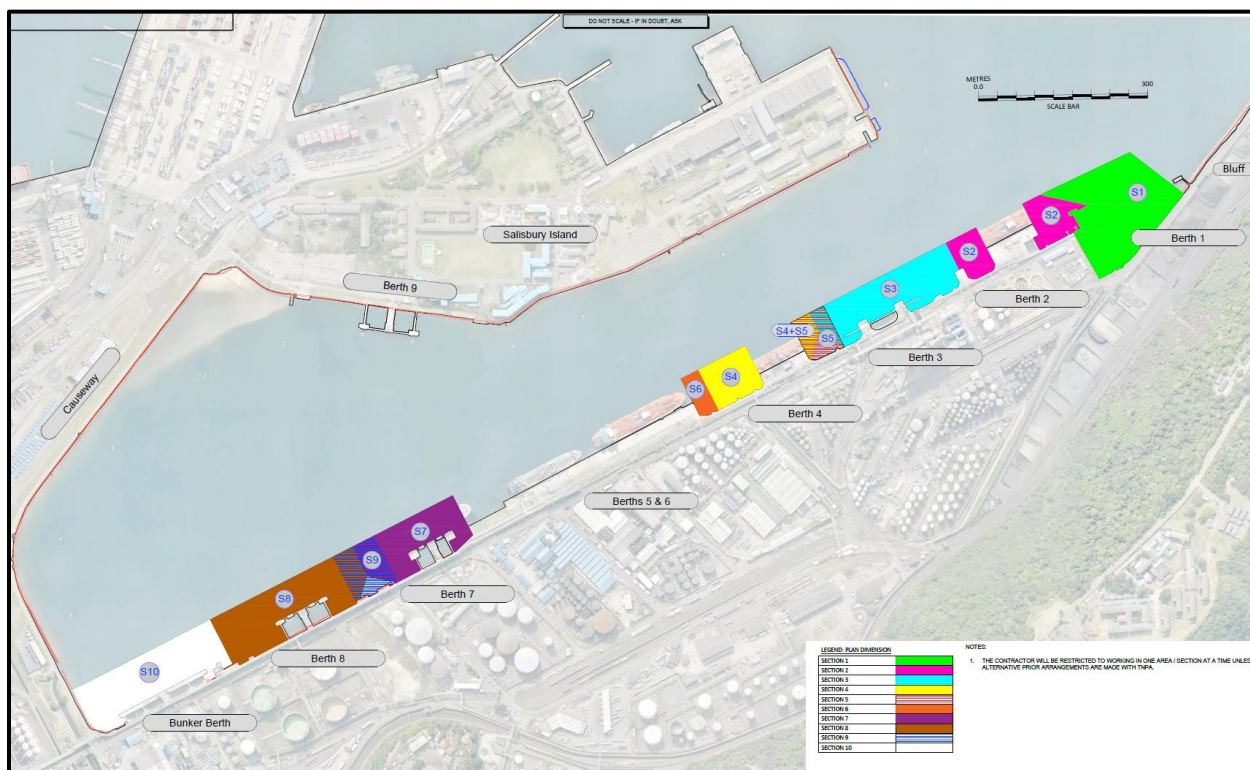 DO NOT SCALE - IF IN DOUBT, ASK
METRES
0.0
300
SCALE BAR
Bluff
S1
S2
Berth 1
Salisbury Island
S2
Berth 9
S3
Berth 2
S4+S5
S5
Berth 3
Causeway
S6
S4
Berth 4
Berths 5 & 6
S7
S9
Berth 7
S8
Berth 8
S10
Bunker Berth
LEGEND: PLAN DIMENSION
SECTION 1
SECTION 2
SECTION 3
SECTION 4
SECTION 5
SECTION 6
SECTION 7
SECTION 8
SECTION 9
SECTION 10
NOTES:
1. THE CONTRACTOR WILL BE RESTRICTED TO WORKING IN ONE AREA / SECTION AT A TIME UNLES
ALTERNATIVE PRIOR ARRANGEMENTS ARE MADE WITH TNPA.